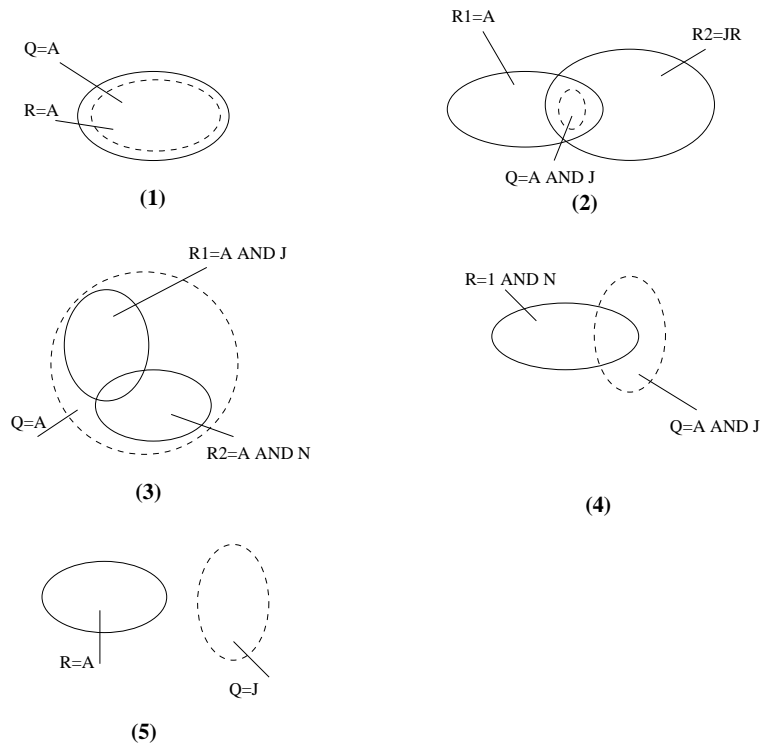 Q=A
R=A
(1)
R1=A
R2=JR
Q=A AND J
(2)
R1=A AND J
Q=A
R2=A AND N
(3)
R=1 AND N
Q=A AND J
(4)
R=A
Q=J
(5)